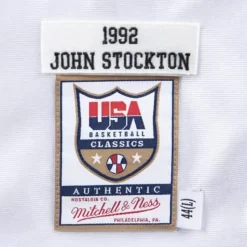 1992
JOHN STOCKTON
USA
BASKETBALL
CLASSICS
AUTHENTIC
NOSTALGIA CO.
Mitchell & Ness
PHILADELPHIA, PA.
44(L)